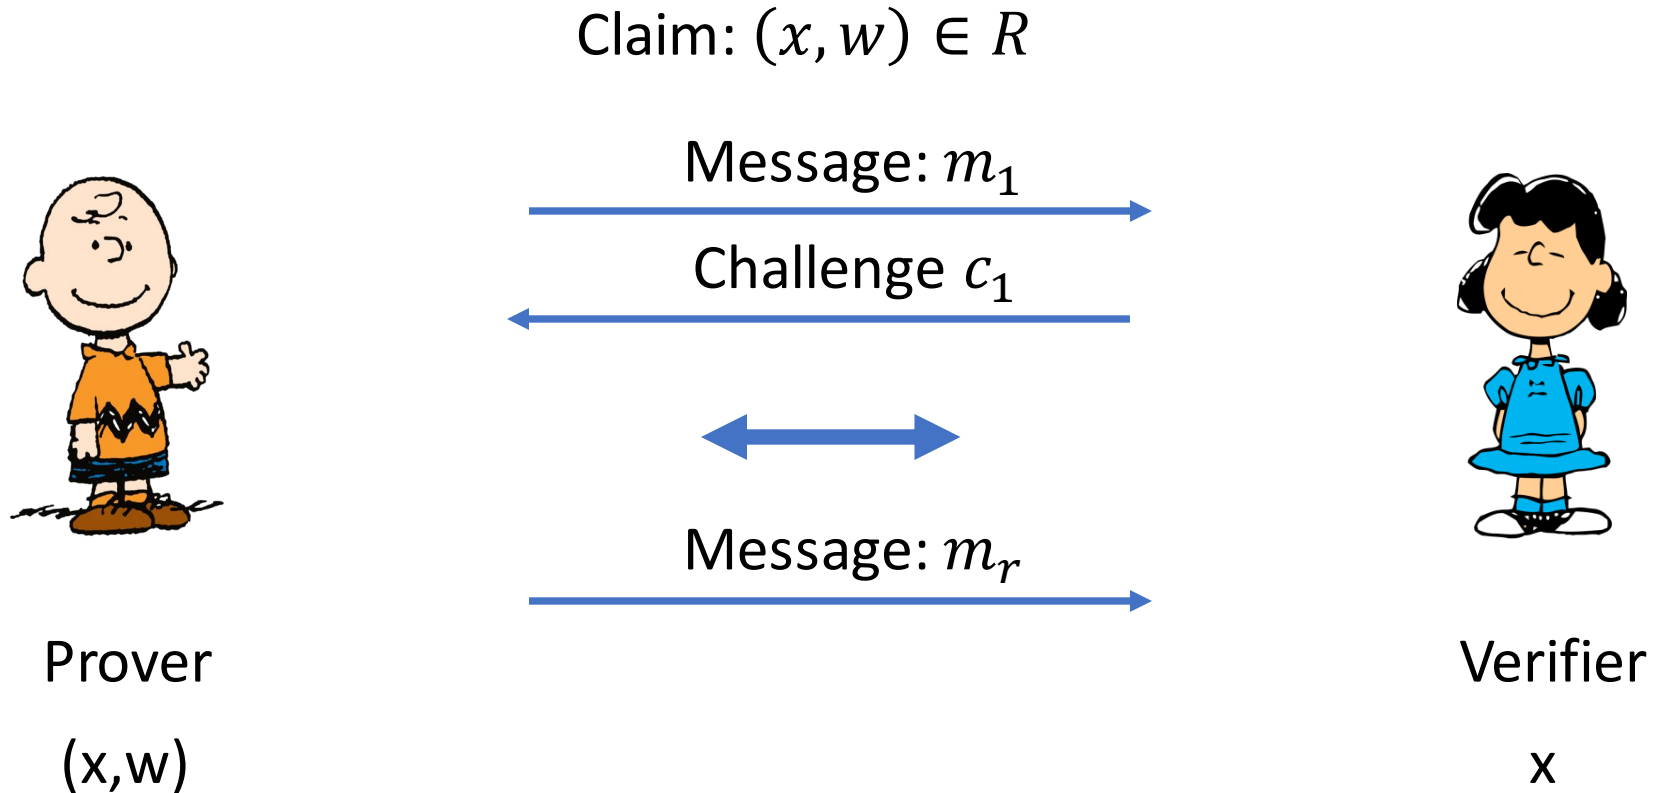 Claim: (x, w) ∈ R
Message: m₁
Challenge c₁
Message: mᵣ
Prover
Verifier
(x,w)
x